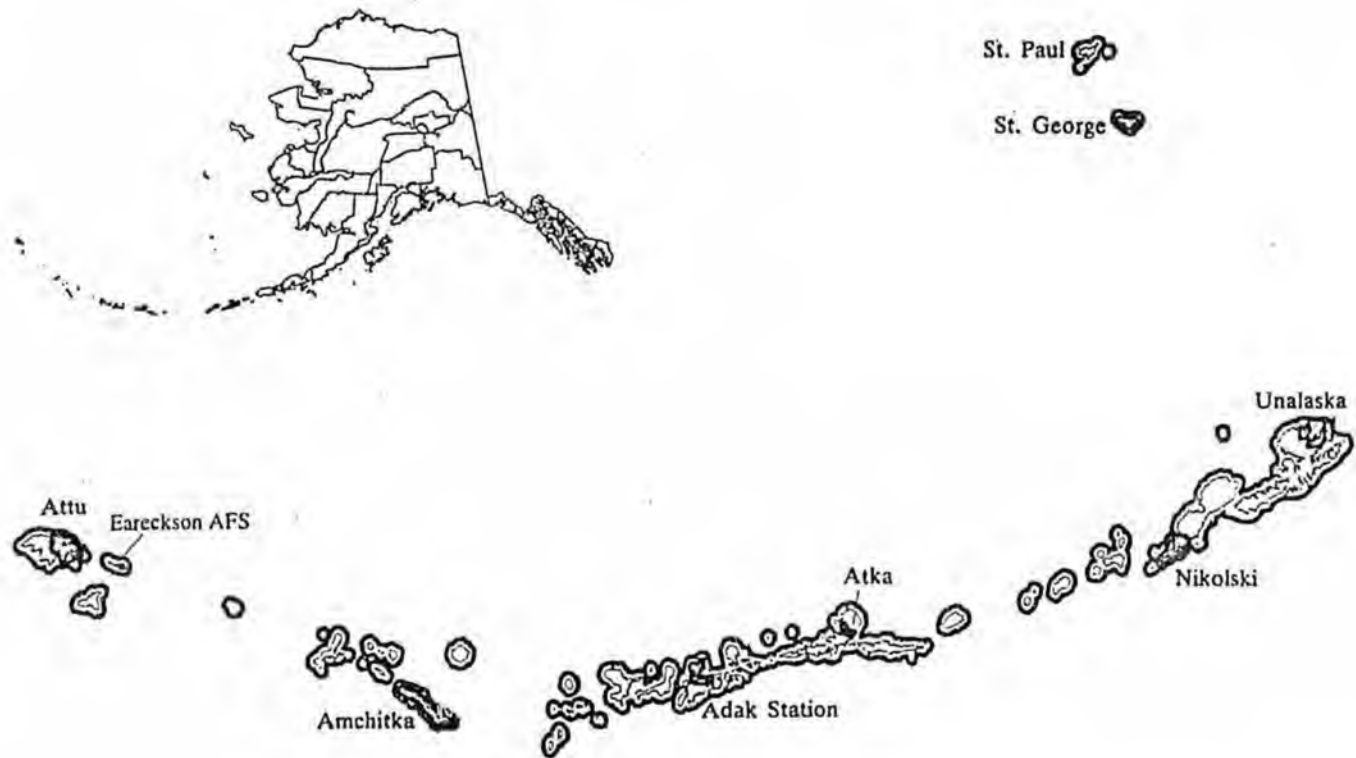 St. Paul
St. George
Unalaska
Attu
Eareckson AFS
Atka
Nikolski
Amchitka
Adak Station